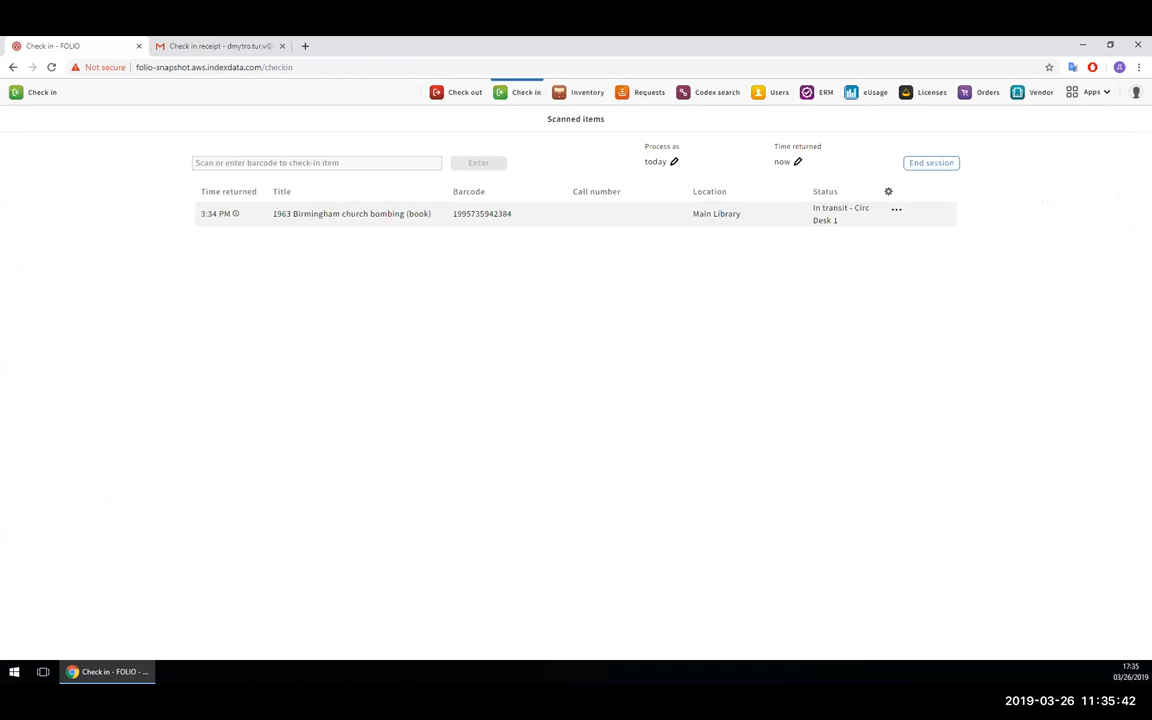 Check in - FOLIO
Check in receipt - dmytro.tur.v@
Not secure
folio-snapshot.aws.indexdata.com/checkin
Check in
Check out
Check in
Inventory
Requests
Codex search
Users
ERM
eUsage
Licenses
Orders
Vendor
Apps
Scanned items
Scan or enter barcode to check-in item
Enter
Process as
today
Time returned
now
End session
Time returned Title Barcode Call number Location Status
3:34 PM 1963 Birmingham church bombing (book) 1995735942384 Main Library In transit - Circ
Desk 1
Check in - FOLIO - ...
17:35
03/26/2019
2019-03-26 11:35:42